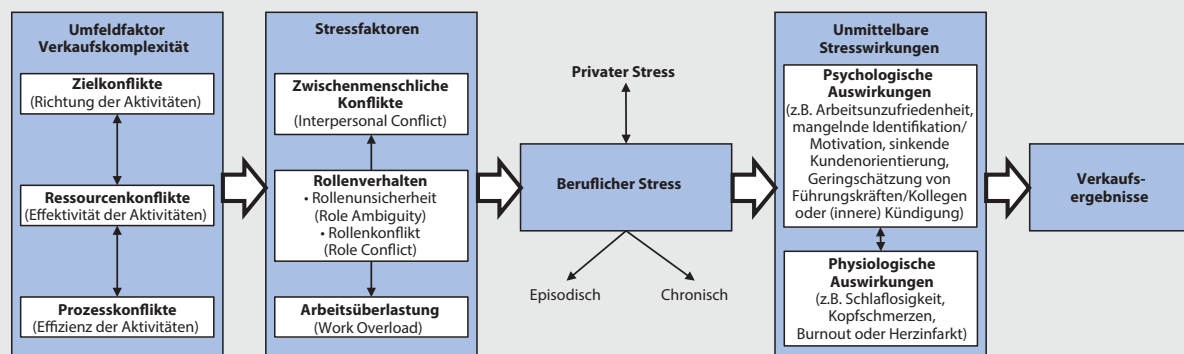 Umfeldfaktor
Verkaufskomplexität
Zielkonflikte
(Richtung der Aktivitäten)
Ressourcenkonflikte
(Effektivität der Aktivitäten)
Prozesskonflikte
(Effizienz der Aktivitäten)
Stressfaktoren
Zwischenmenschliche
Konflikte
(Interpersonal Conflict)
Rollenverhalten
• Rollenunsicherheit
(Role Ambiguity)
• Rollenkonflikt
(Role Conflict)
Arbeitsüberlastung
(Work Overload)
Privater Stress
Beruflicher Stress
Episodisch
Chronisch
Unmittelbare
Stresswirkungen
Psychologische
Auswirkungen
(z.B. Arbeitsunzufriedenheit,
mangelnde Identifikation/
Motivation, sinkende
Kundenorientierung,
Geringschätzung von
Führungskräften/Kollegen
oder (innere) Kündigung)
Physiologische
Auswirkungen
(z.B. Schlaflosigkeit,
Kopfschmerzen,
Burnout oder Herzinfarkt)
Verkaufs-
ergebnisse